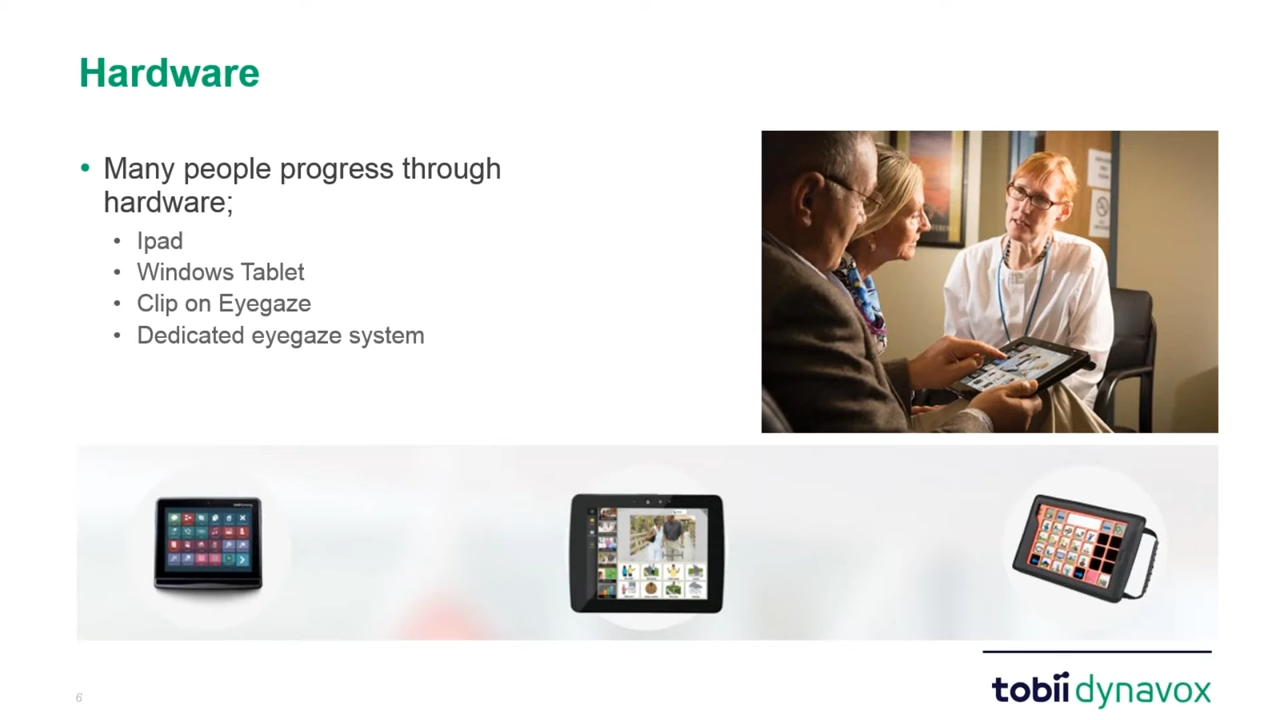 Hardware
• Many people progress through
hardware;
• Ipad
• Windows Tablet
• Clip on Eyegaze
• Dedicated eyegaze system
6
tobii dynavox